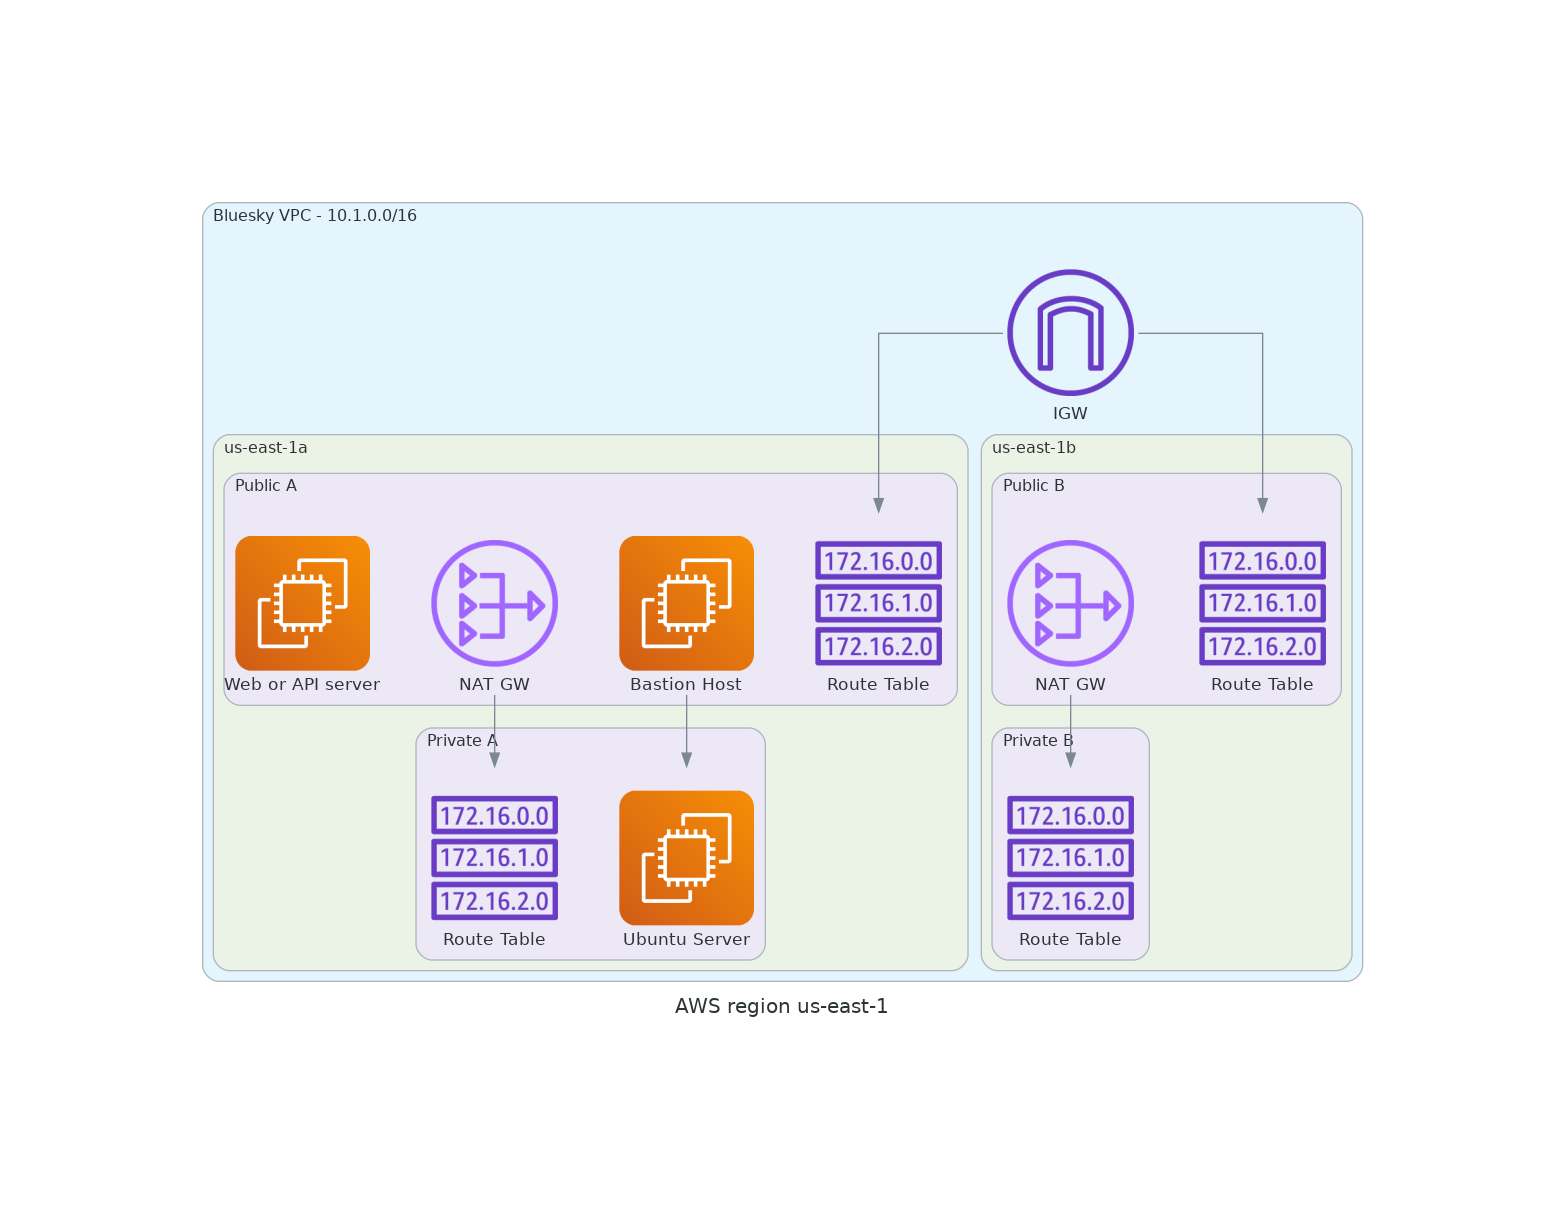 Bluesky VPC - 10.1.0.0/16
IGW
us-east-1a
Public A
Web or API server
NAT GW
Bastion Host
172.16.0.0
172.16.1.0
172.16.2.0
Route Table
Private A
172.16.0.0
172.16.1.0
172.16.2.0
Route Table
Ubuntu Server
us-east-1b
Public B
NAT GW
172.16.0.0
172.16.1.0
172.16.2.0
Route Table
Private B
172.16.0.0
172.16.1.0
172.16.2.0
Route Table
AWS region us-east-1